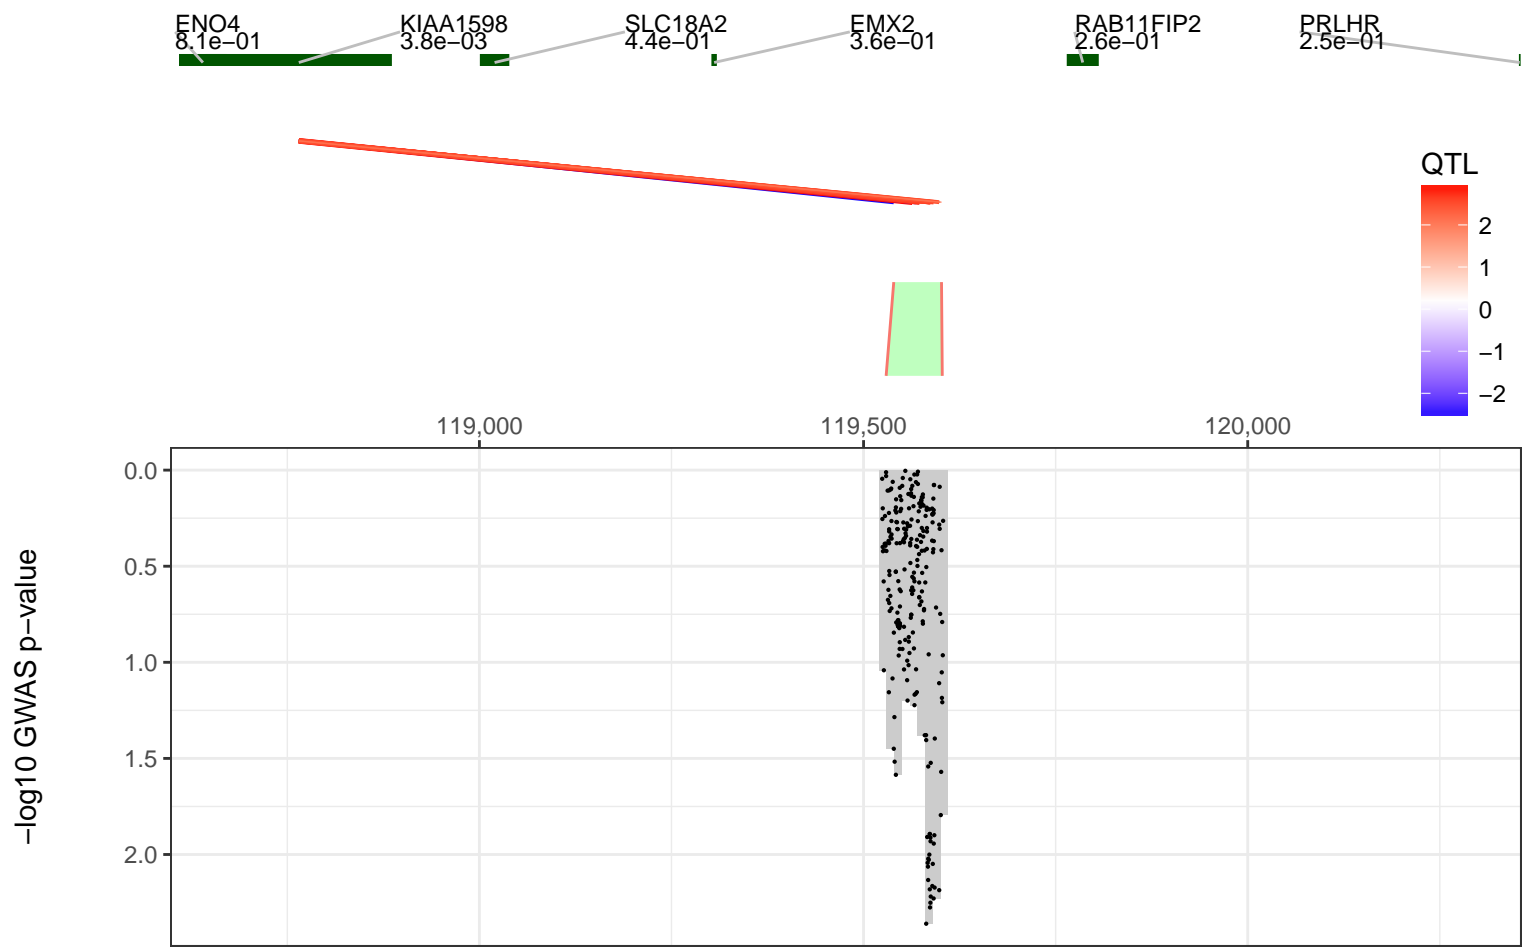 ENO4 KIAA1598 SLC18A2 EMX2 RAB11FIP2 PRLHR
8.1e−01 3.8e−03 4.4e−01 3.6e−01 2.6e−01 2.5e−01
QTL
2
1
0
−1
−2
119,000 119,500 120,000
0.0
0.5
1.0
1.5
2.0
−log10 GWAS p−value